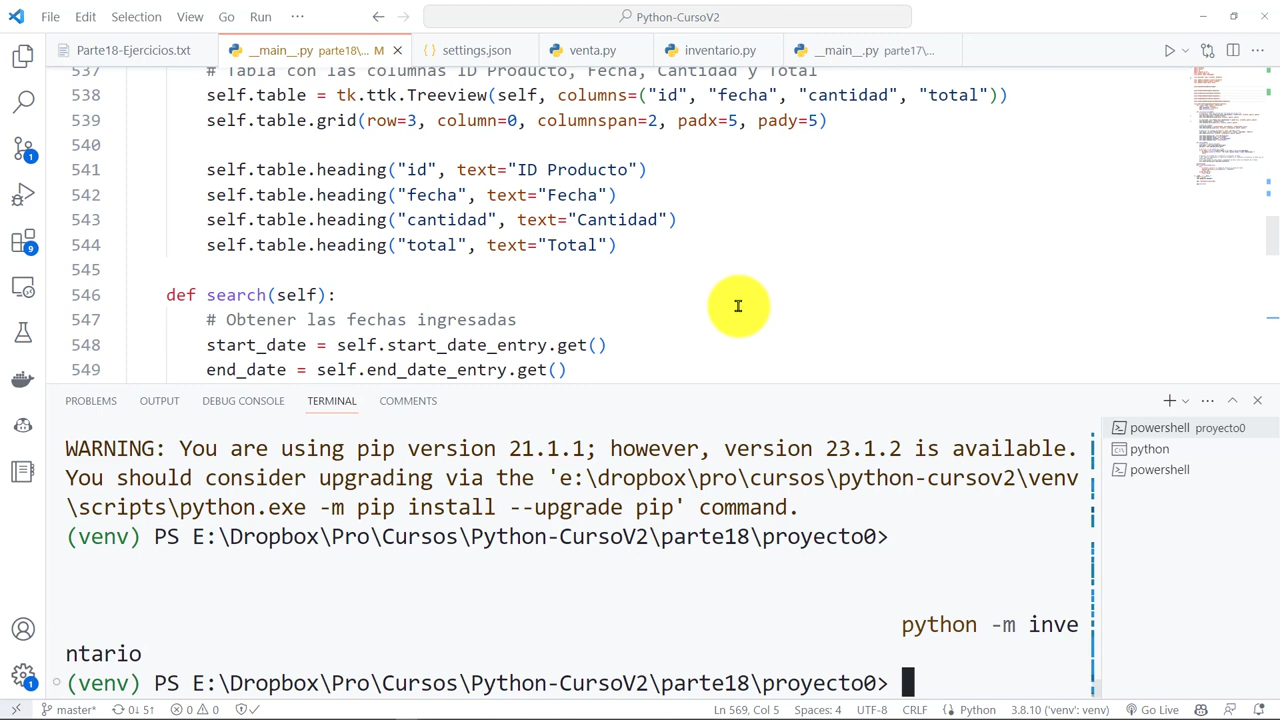 File Edit Selection View Go Run ··· Python-CursoV2
Parte18-Ejercicios.txt __main__.py parte18\... M settings.json venta.py inventario.py __main__.py parte17\...
537 # Tabla con las columnas ID Producto, Fecha, Cantidad y Total
538 self.table = tk.ttk.Treeview(self, columns=("id", "fecha", "cantidad", "total"))
539 self.table.grid(row=3, column=0, columnspan=2, padx=5, pady=5)
540
541 self.table.heading("id", text="ID Producto")
542 self.table.heading("fecha", text="Fecha")
543 self.table.heading("cantidad", text="Cantidad")
544 self.table.heading("total", text="Total")
545
546 def search(self):
547 # Obtener las fechas ingresadas
548 start_date = self.start_date_entry.get()
549 end_date = self.end_date_entry.get()
PROBLEMS OUTPUT DEBUG CONSOLE TERMINAL COMMENTS
powershell proyecto0
python
powershell
WARNING: You are using pip version 21.1.1; however, version 23.1.2 is available.
You should consider upgrading via the 'e:\dropbox\pro\cursos\python-cursov2\venv
\scripts\python.exe -m pip install --upgrade pip' command.
(venv) PS E:\Dropbox\Pro\Cursos\Python-CursoV2\parte18\proyecto0>
python -m inve
ntario
(venv) PS E:\Dropbox\Pro\Cursos\Python-CursoV2\parte18\proyecto0>
1
9
1
master* 0↓ 5↑ 0 0 Ln 569, Col 5 Spaces: 4 UTF-8 CRLF Python 3.8.10 ('venv': venv) Go Live